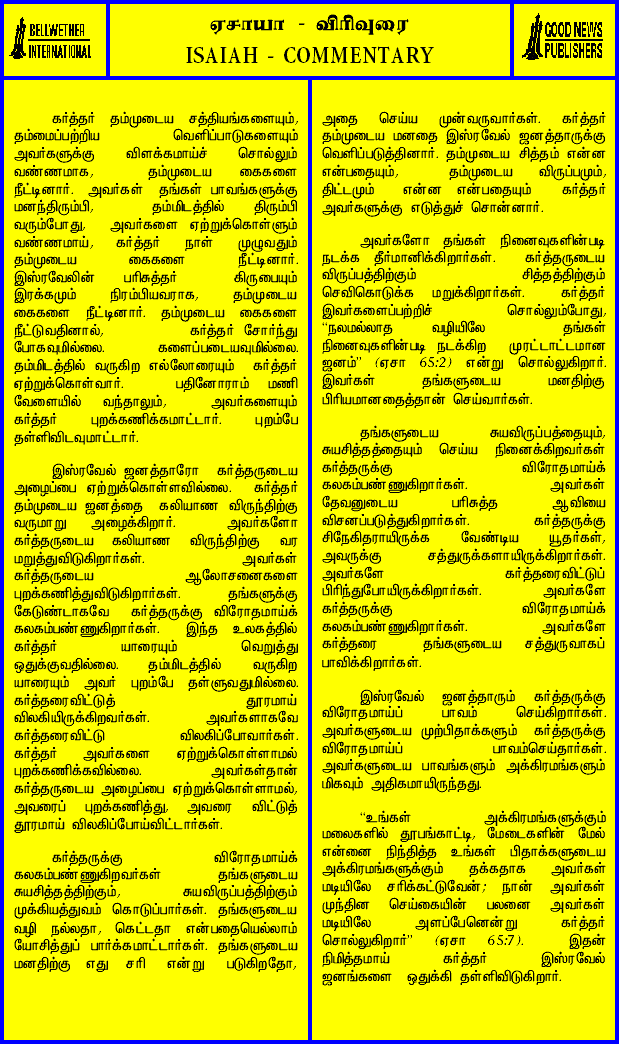 BELLWETHER
INTERNATIONAL
ஏசாயா - விரிவுரை
ISAIAH - COMMENTARY
GOOD NEWS
PUBLISHERS
கர்த்தர் தம்முடைய சத்தியங்களையும்,
தம்மைப்பற்றிய வெளிப்பாடுகளையும்
அவர்களுக்கு விளக்கமாய்ச் சொல்லும்
வண்ணமாக, தம்முடைய கைகளை
நீட்டினார். அவர்கள் தங்கள் பாவங்களுக்கு
மனந்திரும்பி, தம்மிடத்தில் திரும்பி
வரும்போது, அவர்களை ஏற்றுக்கொள்ளும்
வண்ணமாய், கர்த்தர் நாள் முழுவதும்
தம்முடைய கைகளை நீட்டினார்.
இஸ்ரவேலின் பரிசுத்தர் கிருபையும்
இரக்கமும் நிரம்பியவராக, தம்முடைய
கைகளை நீட்டினார். தம்முடைய கைகளை
நீட்டுவதினால், கர்த்தர் சோர்ந்து
போகவுமில்லை. களைப்படையவுமில்லை.
தம்மிடத்தில் வருகிற எல்லோரையும் கர்த்தர்
ஏற்றுக்கொள்வார். பதினோராம் மணி
வேளையில் வந்தாலும், அவர்களையும்
கர்த்தர் புறக்கணிக்கமாட்டார். புறம்பே
தள்ளிவிடவுமாட்டார்.
இஸ்ரவேல் ஜனத்தாரோ கர்த்தருடைய
அழைப்பை ஏற்றுக்கொள்ளவில்லை. கர்த்தர்
தம்முடைய ஜனத்தை கலியாண விருந்திற்கு
வருமாறு அழைக்கிறார். அவர்களோ
கர்த்தருடைய கலியாண விருந்திற்கு வர
மறுத்துவிடுகிறார்கள். அவர்கள்
கர்த்தருடைய ஆலோசனைகளை
புறக்கணித்துவிடுகிறார்கள். தங்களுக்கு
கேடுண்டாகவே கர்த்தருக்கு விரோதமாய்க்
கலகம்பண்ணுகிறார்கள். இந்த உலகத்தில்
கர்த்தர் யாரையும் வெறுத்து
ஒதுக்குவதில்லை. தம்மிடத்தில் வருகிற
யாரையும் அவர் புறம்பே தள்ளுவதுமில்லை.
கர்த்தரைவிட்டுத் தூரமாய்
விலகியிருக்கிறவர்கள். அவர்களாகவே
கர்த்தரைவிட்டு விலகிப்போவார்கள்.
கர்த்தர் அவர்களை ஏற்றுக்கொள்ளாமல்
புறக்கணிக்கவில்லை. அவர்கள்தான்
கர்த்தருடைய அழைப்பை ஏற்றுக்கொள்ளாமல்,
அவரைப் புறக்கணித்து, அவரை விட்டுத்
தூரமாய் விலகிப்போய்விட்டார்கள்.
கர்த்தருக்கு விரோதமாய்க்
கலகம்பண்ணுகிறவர்கள் தங்களுடைய
சுயசித்தத்திற்கும், சுயவிருப்பத்திற்கும்
முக்கியத்துவம் கொடுப்பார்கள். தங்களுடைய
வழி நல்லதா, கெட்டதா என்பதையெல்லாம்
யோசித்துப் பார்க்கமாட்டார்கள். தங்களுடைய
மனதிற்கு எது சரி என்று படுகிறதோ,
அதை செய்ய முன்வருவார்கள். கர்த்தர்
தம்முடைய மனதை இஸ்ரவேல் ஜனத்தாருக்கு
வெளிப்படுத்தினார். தம்முடைய சித்தம் என்ன
என்பதையும், தம்முடைய விருப்பமும்,
திட்டமும் என்ன என்பதையும் கர்த்தர்
அவர்களுக்கு எடுத்துச் சொன்னார்.
அவர்களோ தங்கள் நினைவுகளின்படி
நடக்க தீர்மானிக்கிறார்கள். கர்த்தருடைய
விருப்பத்திற்கும் சித்தத்திற்கும்
செவிகொடுக்க மறுக்கிறார்கள். கர்த்தர்
இவர்களைப்பற்றிச் சொல்லும்போது,
“நலமல்லாத வழியிலே தங்கள்
நினைவுகளின்படி நடக்கிற முரட்டாட்டமான
ஜனம்” (ஏசா 65:2) என்று சொல்லுகிறார்.
இவர்கள் தங்களுடைய மனதிற்கு
பிரியமானதைத்தான் செய்வார்கள்.
தங்களுடைய சுயவிருப்பத்தையும்,
சுயசித்தத்தையும் செய்ய நினைக்கிறவர்கள்
கர்த்தருக்கு விரோதமாய்க்
கலகம்பண்ணுகிறார்கள். அவர்கள்
தேவனுடைய பரிசுத்த ஆவியை
விசனப்படுத்துகிறார்கள். கர்த்தருக்கு
சிநேகிதராயிருக்க வேண்டிய யூதர்கள்,
அவருக்கு சத்துருக்களாயிருக்கிறார்கள்.
அவர்களே கர்த்தரைவிட்டுப்
பிரிந்துபோயிருக்கிறார்கள். அவர்களே
கர்த்தருக்கு விரோதமாய்க்
கலகம்பண்ணுகிறார்கள். அவர்களே
கர்த்தரை தங்களுடைய சத்துருவாகப்
பாவிக்கிறார்கள்.
இஸ்ரவேல் ஜனத்தாரும் கர்த்தருக்கு
விரோதமாய்ப் பாவம் செய்கிறார்கள்.
அவர்களுடைய முற்பிதாக்களும் கர்த்தருக்கு
விரோதமாய்ப் பாவம்செய்தார்கள்.
அவர்களுடைய பாவங்களும் அக்கிரமங்களும்
மிகவும் அதிகமாயிருந்தது.
“உங்கள் அக்கிரமங்களுக்கும்
மலைகளில் தூபங்காட்டி, மேடைகளின் மேல்
என்னை நிந்தித்த உங்கள் பிதாக்களுடைய
அக்கிரமங்களுக்கும் தக்கதாக அவர்கள்
மடியிலே சரிக்கட்டுவேன்; நான் அவர்கள்
முந்தின செய்கையின் பலனை அவர்கள்
மடியிலே அளப்பேனென்று கர்த்தர்
சொல்லுகிறார்” (ஏசா 65:7). இதன்
நிமித்தமாய் கர்த்தர் இஸ்ரவேல்
ஜனங்களை ஒதுக்கி தள்ளிவிடுகிறார்.